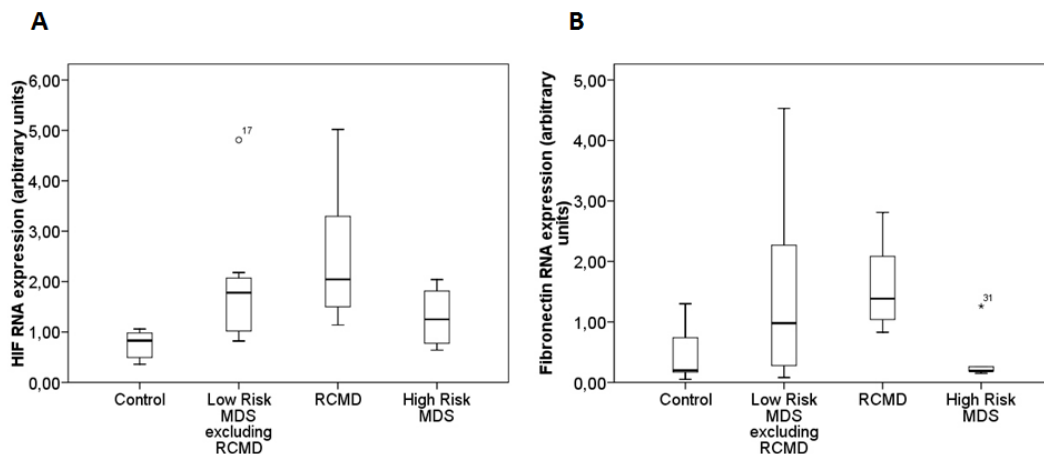 A
HIF RNA expression (arbitrary units)
6,00
5,00
4,00
3,00
2,00
1,00
0,00
17
Control
Low Risk
MDS
excluding
RCMD
RCMD
High Risk
MDS
B
Fibronectin RNA expression (arbitrary
units)
5,00
4,00
3,00
2,00
1,00
0,00
31
Control
Low Risk
MDS
excluding
RCMD
RCMD
High Risk
MDS